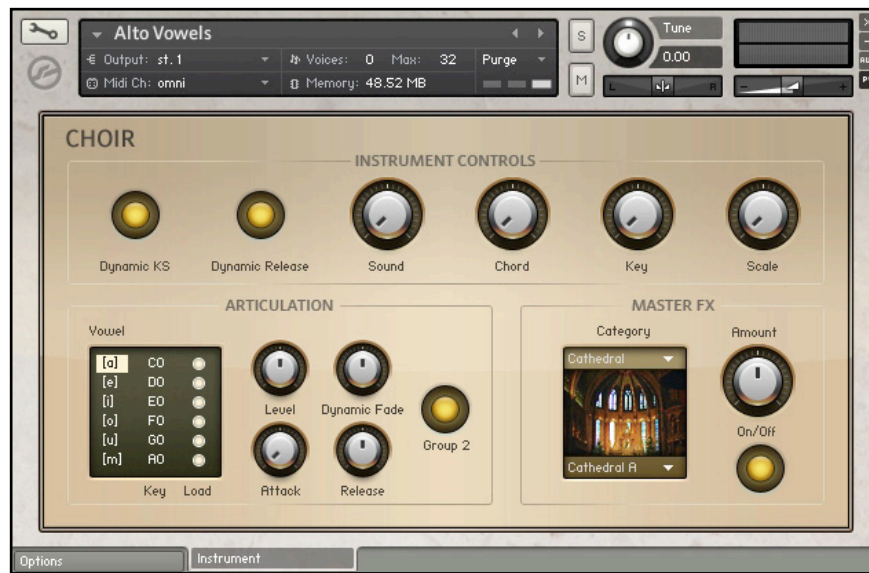 Alto Vowels
Output: st. 1
Voices: 0 Max: 32 Purge
Midi Ch: omni
Memory: 48.52 MB
S
M
Tune
0.00
L R
- +
CHOIR
INSTRUMENT CONTROLS
Dynamic KS Dynamic Release Sound Chord Key Scale
ARTICULATION
Vowel
[a] C0
[e] D0
[i] E0
[o] F0
[u] G0
[m] A0
Key Load
Level Dynamic Fade
Attack Release
Group 2
MASTER FX
Category Amount
Cathedral
Cathedral A
On/Off
Options Instrument